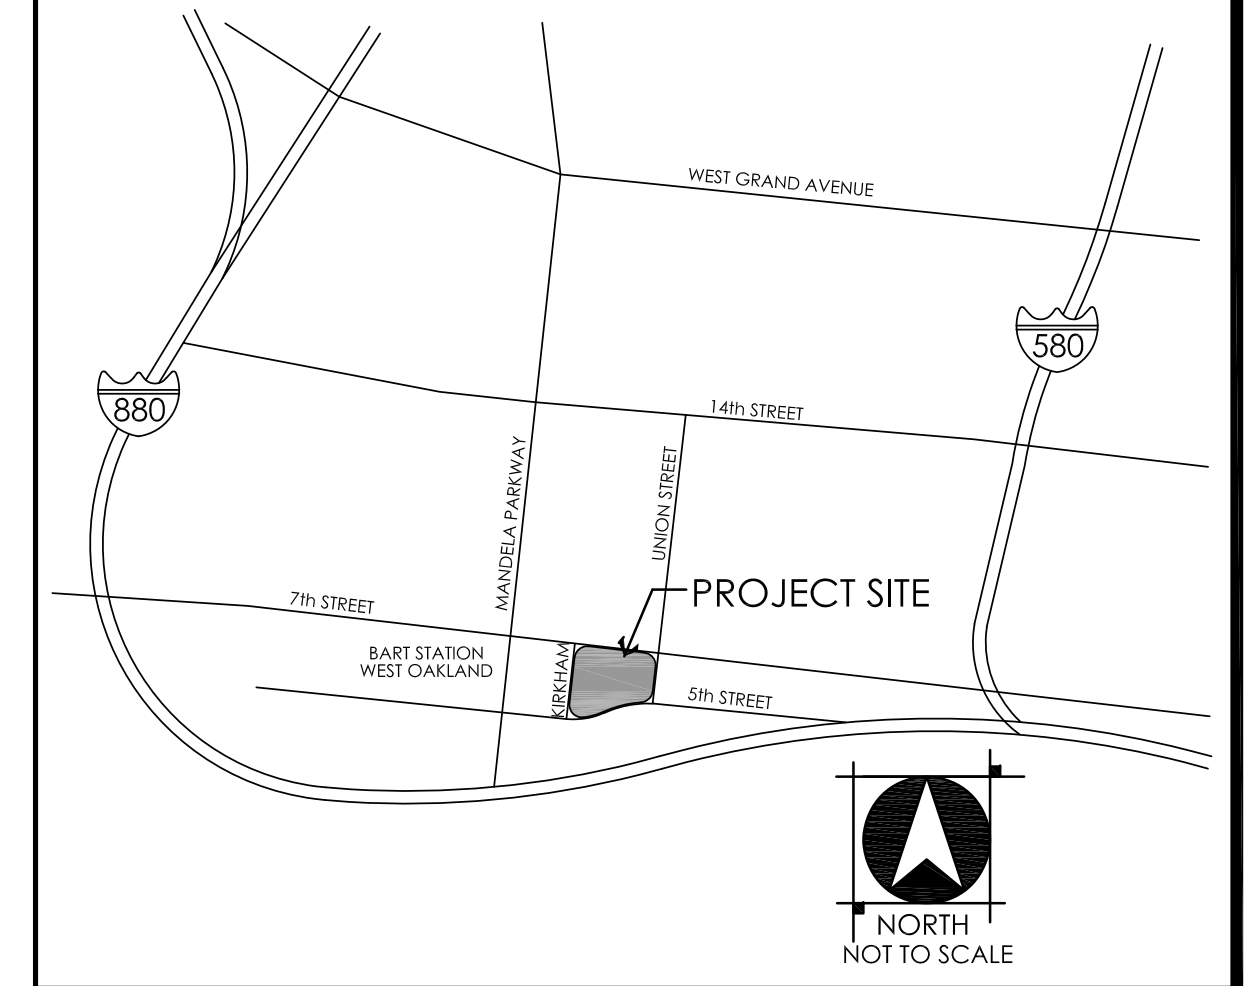 WEST GRAND AVENUE
580
880
14th STREET
MANDELA PARKWAY
UNION STREET
PROJECT SITE
7th STREET
BART STATION
WEST OAKLAND
KIRKHAM
5th STREET
NORTH
NOT TO SCALE